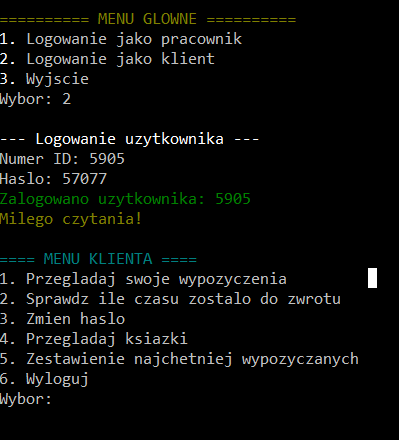 ========== MENU GLOWNE ==========
1. Logowanie jako pracownik
2. Logowanie jako klient
3. Wyjscie
Wybor: 2
--- Logowanie uzytkownika ---
Numer ID: 5905
Haslo: 57077
Zalogowano uzytkownika: 5905
Milego czytania!
==== MENU KLIENTA ====
1. Przegladaj swoje wypozyczenia
2. Sprawdz ile czasu zostalo do zwrotu
3. Zmien haslo
4. Przegladaj ksiazki
5. Zestawienie najchetniej wypozyczanych
6. Wyloguj
Wybor: